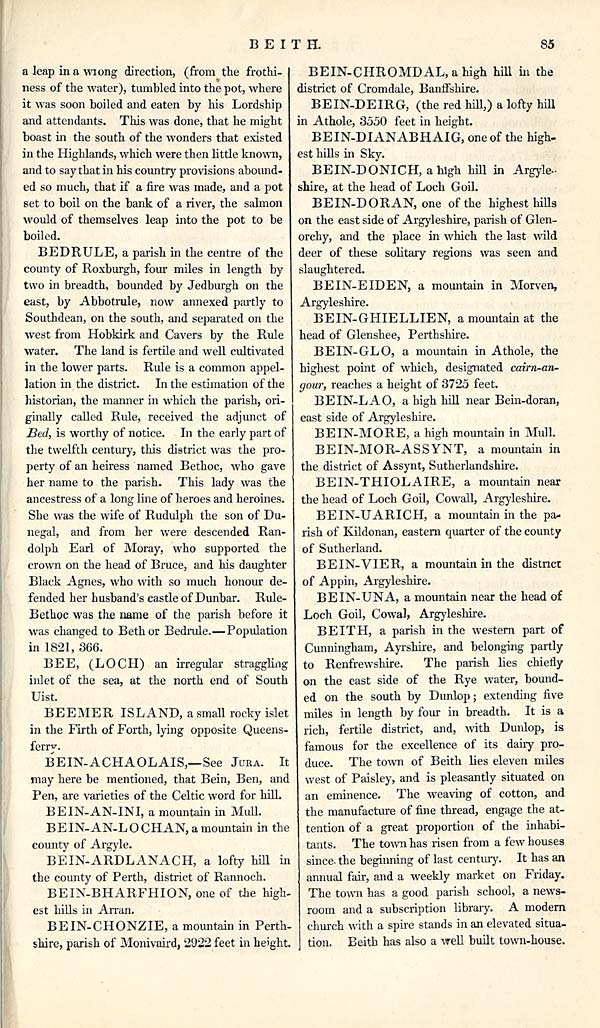 BEITH.
85
a leap in a wrong direction, (from the frothi-
ness of the water), tumbled into the pot, where
it was soon boiled and eaten by his Lordship
and attendants. This was done, that he might
boast in the south of the wonders that existed
in the Highlands, which were then little known,
and to say that in his country provisions abound-
ed so much, that if a fire was made, and a pot
set to boil on the bank of a river, the salmon
would of themselves leap into the pot to be
boiled.
BEDRULE, a parish in the centre of the
county of Roxburgh, four miles in length by
two in breadth, bounded by Jedburgh on the
east, by Abbotrule, now annexed partly to
Southdean, on the south, and separated on the
west from Hobkirk and Cavers by the Rule
water. The land is fertile and well cultivated
in the lower parts. Rule is a common appel-
lation in the district. In the estimation of the
historian, the manner in which the parish, ori-
ginally called Rule, received the adjunct of
Bed, is worthy of notice. In the early part of
the twelfth century, this district was the pro-
perty of an heiress named Bethoc, who gave
her name to the parish. This lady was the
ancestress of a long line of heroes and heroines.
She was the wife of Rudulph the son of Du-
negal, and from her were descended Ran-
dolph Earl of Moray, who supported the
crown on the head of Bruce, and his daughter
Black Agnes, who with so much honour de-
fended her husband's castle of Dunbar. Rule-
Bethoc was the name of the parish before it
was changed to Beth or Bedrule.—Population
in 1821, 366.
BEE, (LOCH) an irregular straggling
inlet of the sea, at the north end of South
Uist.
BEEMER ISLAND, a small rocky islet
in the Firth of Forth, lying opposite Queens-
ferry.
BEIN-ACHAOLAIS,—See JURA. It
may here be mentioned, that Bein, Ben, and
Pen, are varieties of the Celtic word for hill.
BEIN-AN-INI, a mountain in Mull.
BEIN-AN-LOCHAN, a mountain in the
county of Argyle.
BEIN-ARDLANACH, a lofty hill in
the county of Perth, district of Rannoch.
BEIN-BHARFHION, one of the high-
est hills in Arran.
BEIN-CHONZIE, a mountain in Perth-
shire, parish of Monivaird, 2922 feet in height.
BEIN-CHROMDAL, a high hill in the
district of Cromdale, Banffshire.
BEIN-DEIRG, (the red hill,) a lofty hill
in Athole, 3550 feet in height.
BEIN-DIANABHAIG, one of the high-
est hills in Sky.
BEIN-DONICH, a high hill in Argyle-
shire, at the head of Loch Goil.
BEIN-DORAN, one of the highest hills
on the east side of Argyleshire, parish of Glen-
orchy, and the place in which the last wild
deer of these solitary regions was seen and
slaughtered.
BEIN-EIDEN, a mountain in Morven,
Argyleshire.
BEIN-GHIELLIEN, a mountain at the
head of Glenshee, Perthshire.
BEIN-GLO, a mountain in Athole, the
highest point of which, designated cairn-an-
gour, reaches a height of 3725 feet.
BEIN-LAO, a high hill near Bein-doran,
east side of Argyleshire.
BEIN-MORE, a high mountain in Mull.
BEIN-MOR-ASSYNT, a mountain in
the district of Assynt, Sutherlandshire.
BEIN-THIOLAIRE, a mountain near
the head of Loch Goil, Cowall, Argyleshire.
BEIN-UARICH, a mountain in the pa-
rish of Kildonan, eastern quarter of the county
of Sutherland.
BEIN-VIER, a mountain in the district
of Appin, Argyleshire.
BEIN-UNA, a mountain near the head of
Loch Goil, Cowal, Argyleshire.
BEITH, a parish in the western part of
Cunningham, Ayrshire, and belonging partly
to Renfrewshire. The parish lies chiefly
on the east side of the Rye water, bound-
ed on the south by Dunlop; extending five
miles in length by four in breadth. It is a
rich, fertile district, and, with Dunlop, is
famous for the excellence of its dairy pro-
duce. The town of Beith lies eleven miles
west of Paisley, and is pleasantly situated on
an eminence. The weaving of cotton, and
the manufacture of fine thread, engage the at-
tention of a great proportion of the inhabi-
tants. The town has risen from a few houses
since the beginning of last century. It has an
annual fair, and a weekly market on Friday.
The town has a good parish school, a news-
room and a subscription library. A modern
church with a spire stands in an elevated situa-
tion. Beith has also a well built town-house.